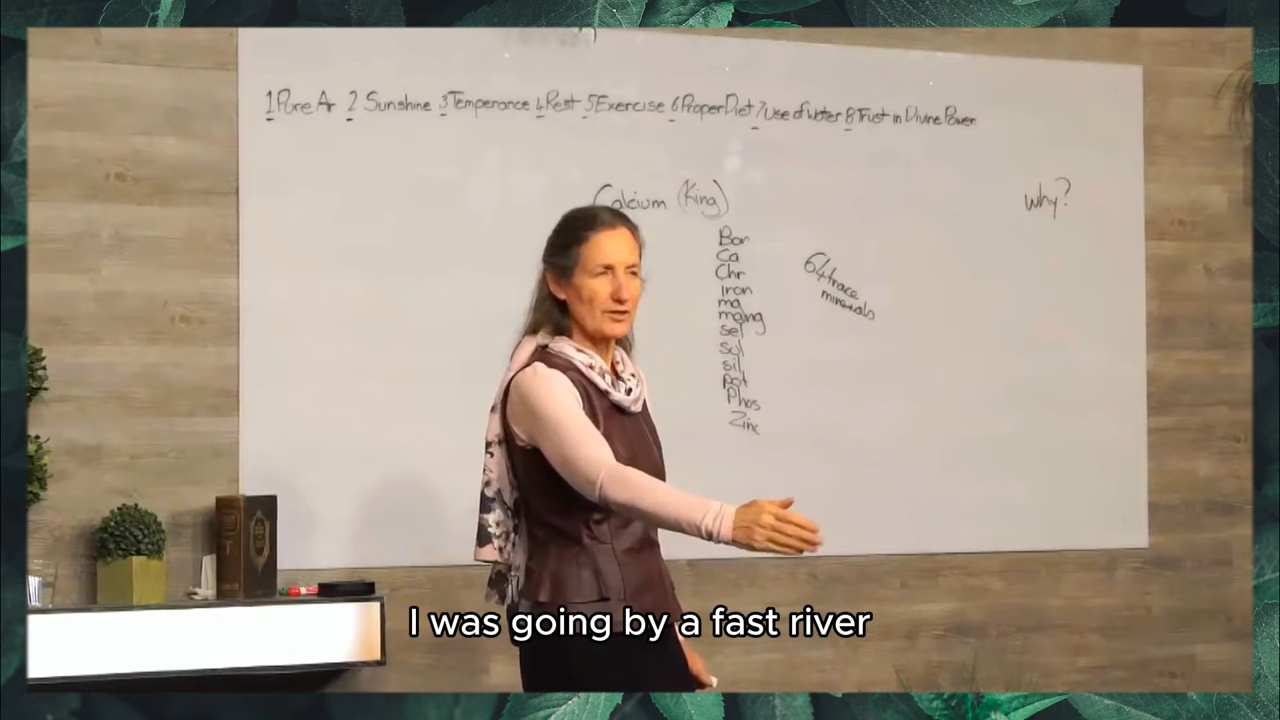 1 Pure Air 2 Sunshine 3 Temperance 4 Rest 5 Exercise 6 Proper Diet 7 Use of Water 8 Trust in Divine Power
Calcium (King)
why?
Bor
Ca
Chr
Iron
ma
mang
sel
sul
sil
pot
Phos
Zinc
64 trace
minerals
I was going by a fast river